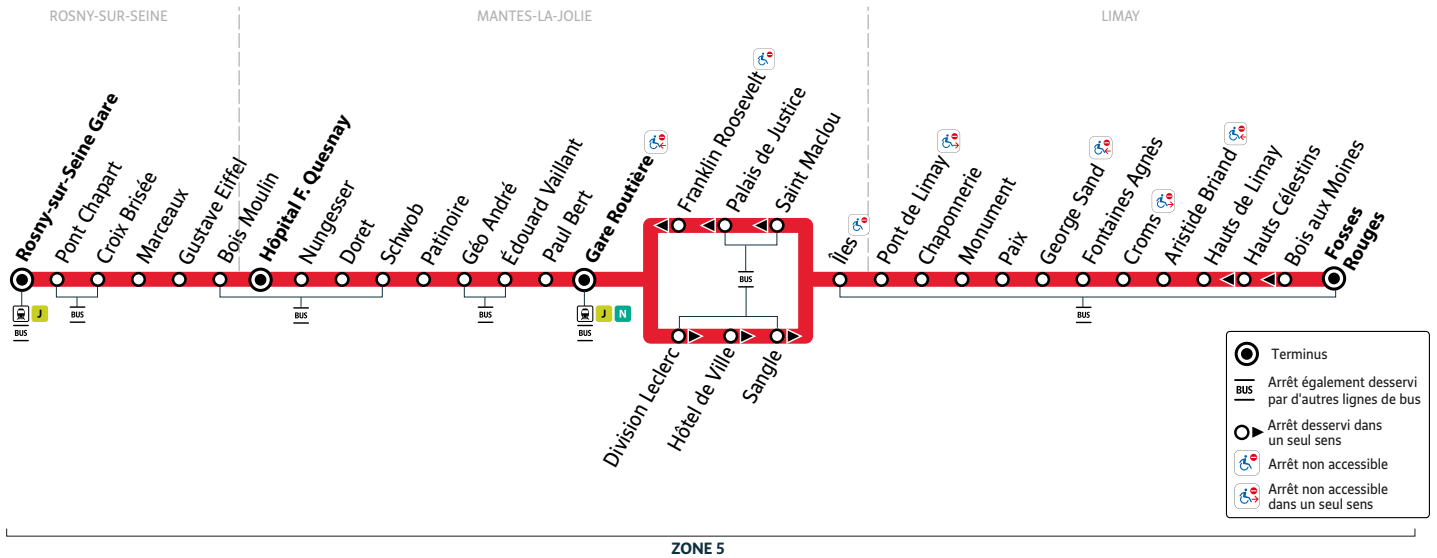 ROSNY-SUR-SEINE
MANTES-LA-JOLIE
LIMAY
Rosny-sur-Seine Gare
Pont Chapart
Croix Brisée
Marceaux
Gustave Eiffel
Bois Moulin
Hôpital F. Quesnay
Nungesser
Doret
Schwob
Patinoire
Géo André
Édouard Vaillant
Paul Bert
Gare Routière
Franklin Roosevelt
Palais de Justice
Saint Maclou
Division Leclerc
Hôtel de Ville
Sangle
Îles
Pont de Limay
Chaponnerie
Monument
Paix
George Sand
Fontaines Agnès
Croms
Aristide Briand
Hauts de Limay
Hauts Célestins
Bois aux Moines
Fosses
Rouges
J
BUS
BUS
BUS
BUS
J N
BUS
BUS
BUS
Terminus
BUS
Arrêt également desservi
par d'autres lignes de bus
Arrêt desservi dans
un seul sens
Arrêt non accessible
Arrêt non accessible
dans un seul sens
ZONE 5